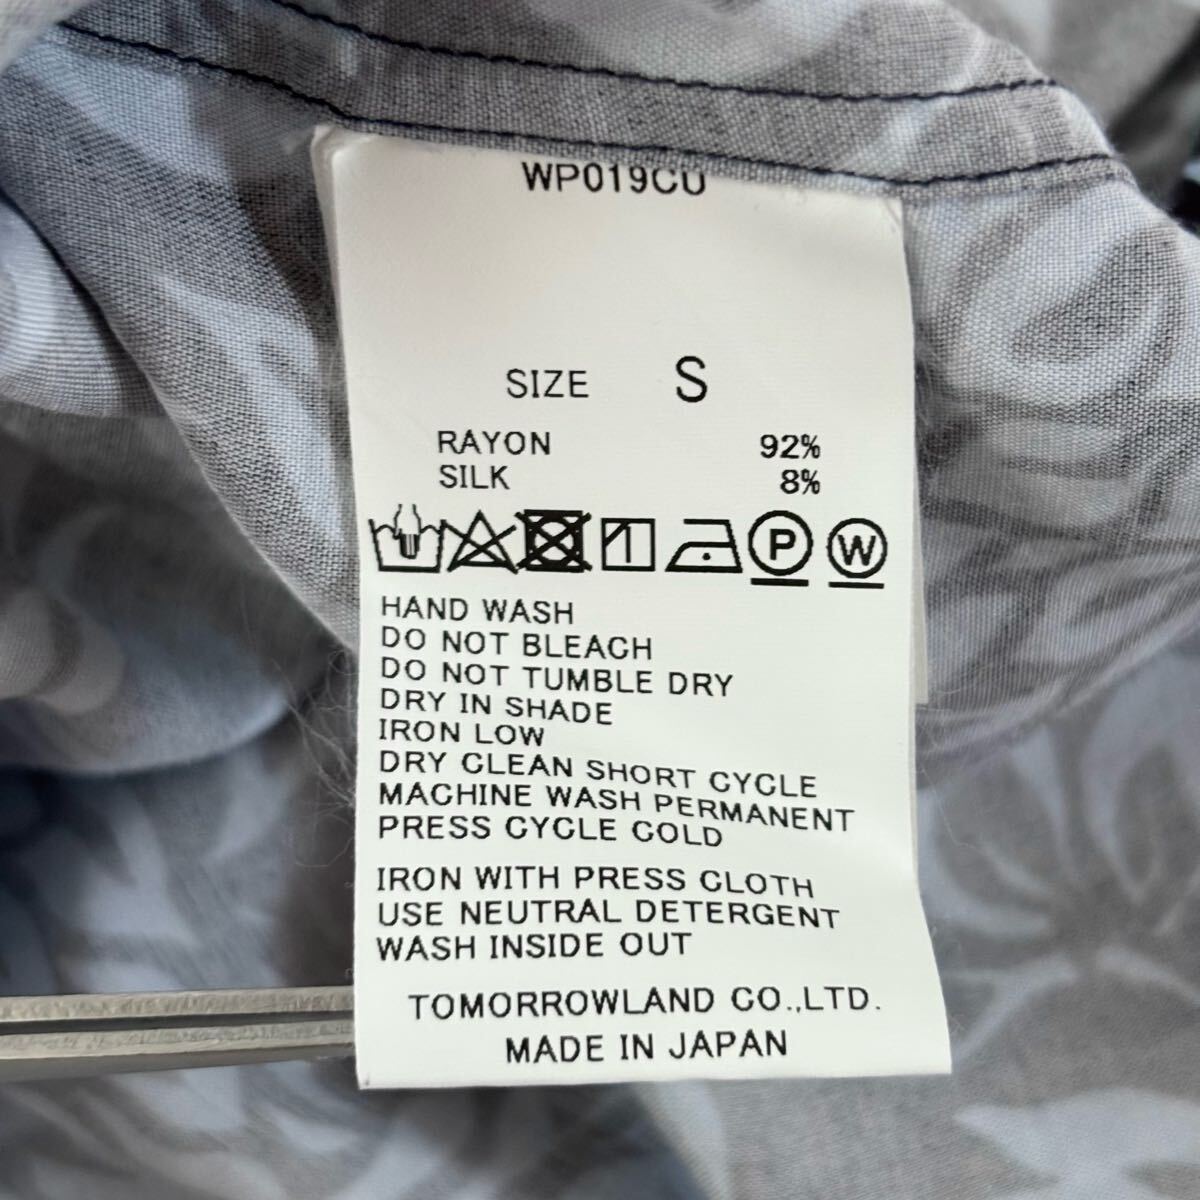 WP019CU
SIZE S
RAYON 92%
SILK 8%
P W
HAND WASH
DO NOT BLEACH
DO NOT TUMBLE DRY
DRY IN SHADE
IRON LOW
DRY CLEAN SHORT CYCLE
MACHINE WASH PERMANENT
PRESS CYCLE COLD
IRON WITH PRESS CLOTH
USE NEUTRAL DETERGENT
WASH INSIDE OUT
TOMORROWLAND CO.,LTD.
MADE IN JAPAN